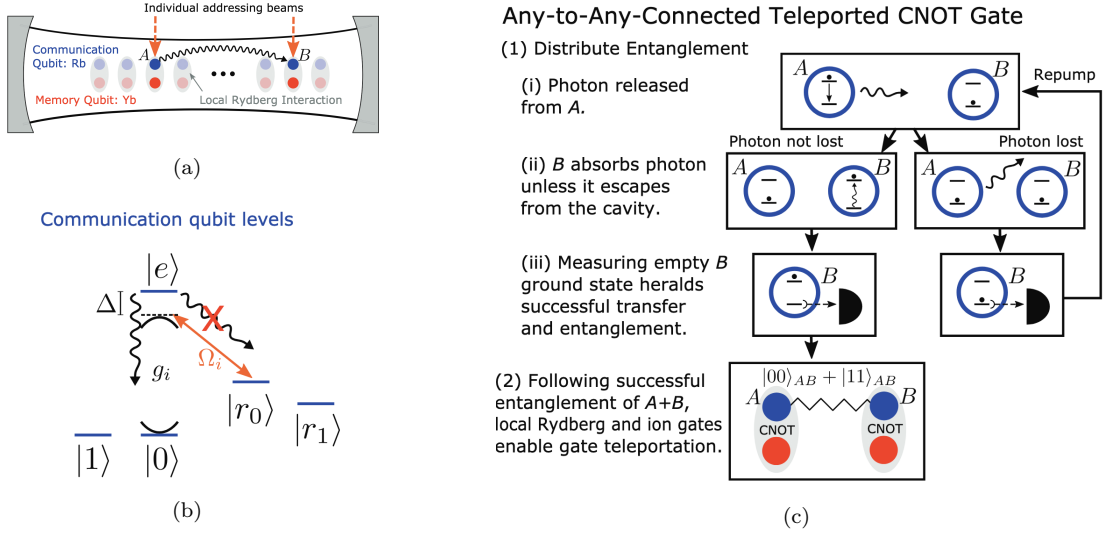 Individual addressing beams
Communication
Qubit: Rb
A
B
Memory Qubit: Yb
Local Rydberg Interaction
(a)
Communication qubit levels
|e⟩
Δ
g_i
Ω_i
|r_0⟩
|r_1⟩
|1⟩
|0⟩
(b)
Any-to-Any-Connected Teleported CNOT Gate
(1) Distribute Entanglement
(i) Photon released
from A.
A
B
Repump
Photon not lost
Photon lost
(ii) B absorbs photon
unless it escapes
from the cavity.
A
B
A
B
(iii) Measuring empty B
ground state heralds
successful transfer
and entanglement.
B
B
(2) Following successful
entanglement of A+B,
local Rydberg and ion gates
enable gate teleportation.
|00⟩_AB + |11⟩_AB
A
B
CNOT
CNOT
(c)